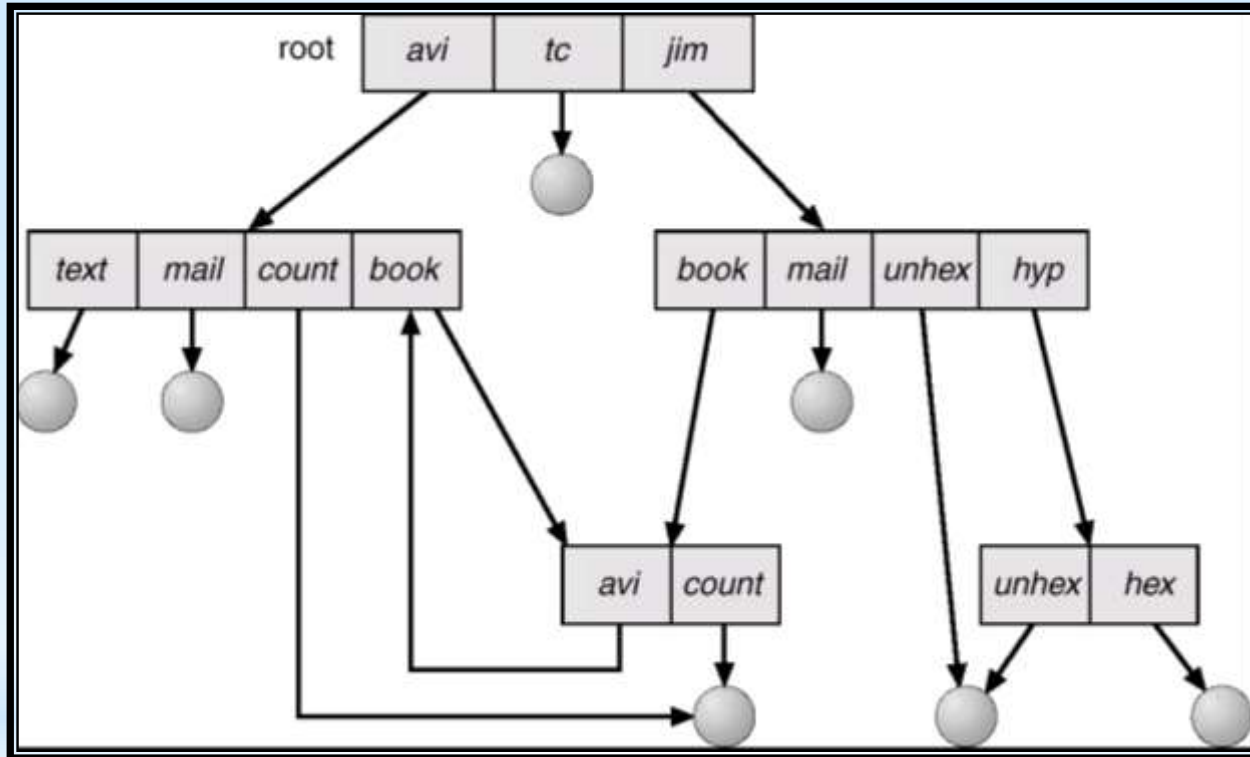 root avi tc jim
text mail count book book mail unhex hyp
avi count unhex hex